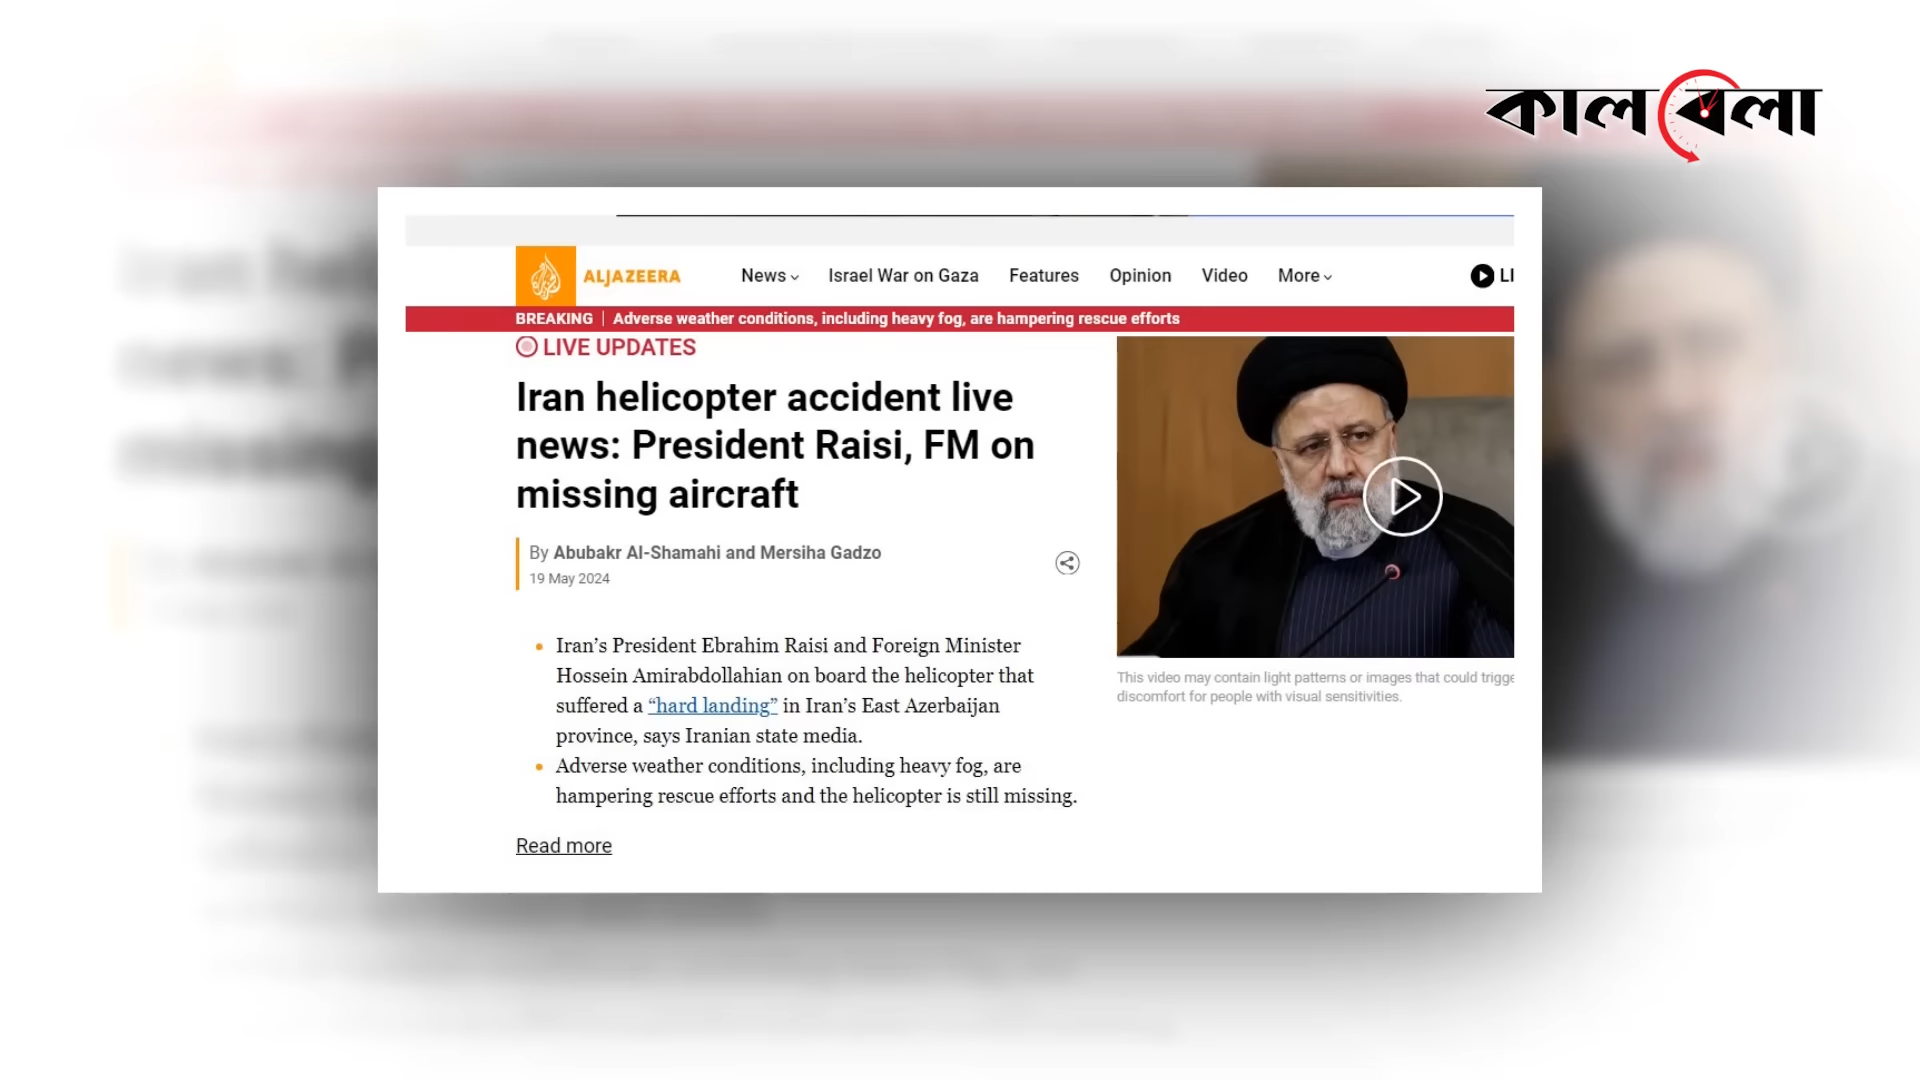 কালবেলা
ALJAZEERA
News
Israel War on Gaza
Features
Opinion
Video
More
LI
BREAKING | Adverse weather conditions, including heavy fog, are hampering rescue efforts
LIVE UPDATES
Iran helicopter accident live
news: President Raisi, FM on
missing aircraft
By Abubakr Al-Shamahi and Mersiha Gadzo
19 May 2024
• Iran’s President Ebrahim Raisi and Foreign Minister
Hossein Amirabdollahian on board the helicopter that
suffered a “hard landing” in Iran’s East Azerbaijan
province, says Iranian state media.
• Adverse weather conditions, including heavy fog, are
hampering rescue efforts and the helicopter is still missing.
Read more
This video may contain light patterns or images that could trigge
discomfort for people with visual sensitivities.